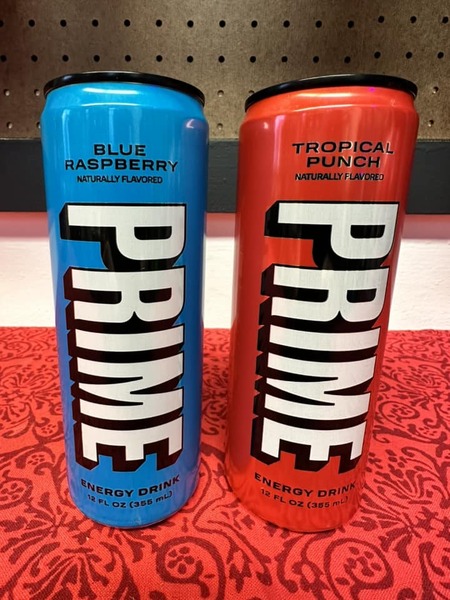 BLUE
RASPBERRY
NATURALLY FLAVORED
PRIME
ENERGY DRINK
12 FL OZ (355 mL)
TROPICAL
PUNCH
NATURALLY FLAVORED
PRIME
ENERGY DRINK
12 FL OZ (355 mL)